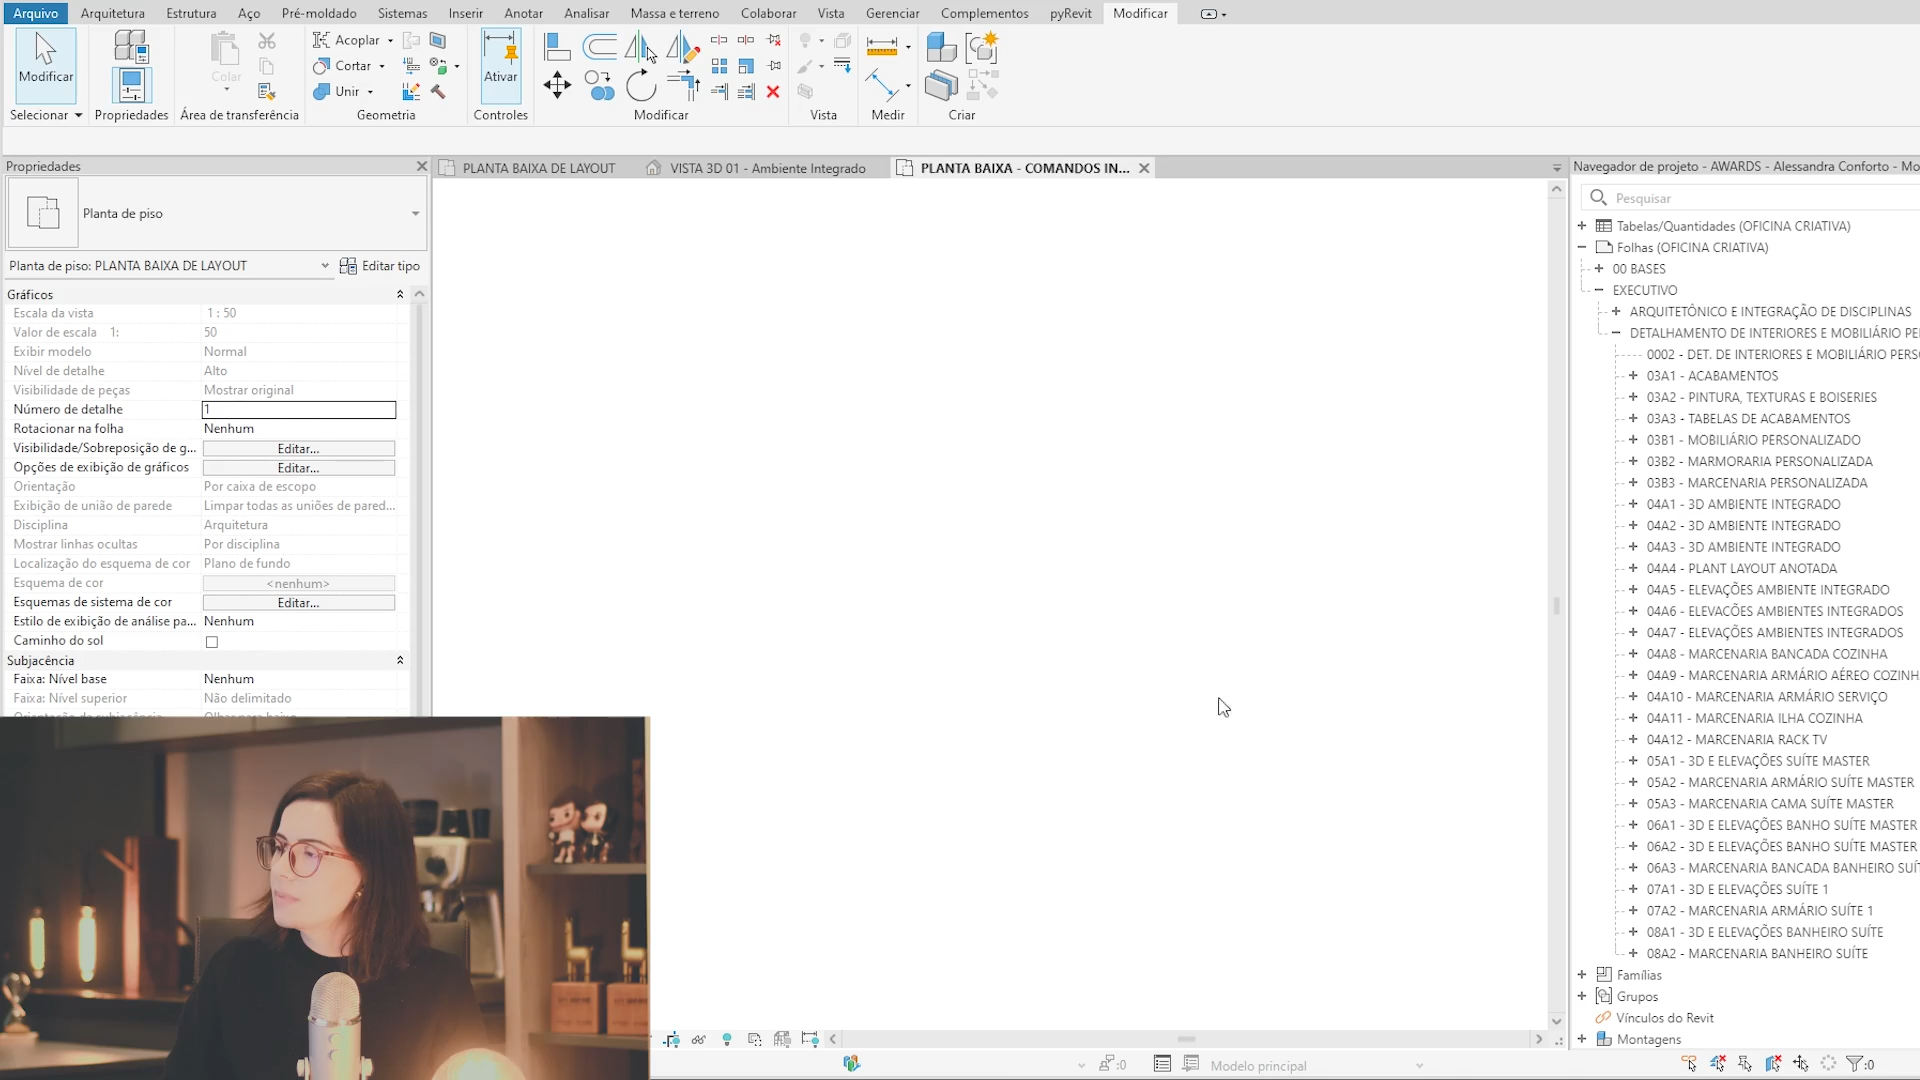 Arquivo Arquitetura Estrutura Aço Pré-moldado Sistemas Inserir Anotar Analisar Massa e terreno Colaborar Vista Gerenciar Complementos pyRevit Modificar
Modificar
Colar
Acoplar
Cortar
Unir
Ativar
Selecionar Propriedades Área de transferência Geometria Controles Modificar Vista Medir Criar
Propriedades
PLANTA BAIXA DE LAYOUT VISTA 3D 01 - Ambiente Integrado PLANTA BAIXA - COMANDOS IN...
Planta de piso
Planta de piso: PLANTA BAIXA DE LAYOUT Editar tipo
Gráficos
Escala da vista 1 : 50
Valor de escala 1: 50
Exibir modelo Normal
Nível de detalhe Alto
Visibilidade de peças Mostrar original
Número de detalhe 1
Rotacionar na folha Nenhum
Visibilidade/Sobreposição de g... Editar...
Opções de exibição de gráficos Editar...
Orientação Por caixa de escopo
Exibição de união de parede Limpar todas as uniões de pared...
Disciplina Arquitetura
Mostrar linhas ocultas Por disciplina
Localização do esquema de cor Plano de fundo
Esquema de cor <nenhum>
Esquemas de sistema de cor Editar...
Estilo de exibição de análise pa... Nenhum
Caminho do sol
Subjacência
Faixa: Nível base Nenhum
Faixa: Nível superior Não delimitado
Navegador de projeto - AWARDS - Alessandra Conforto - Mo
Pesquisar
Tabelas/Quantidades (OFICINA CRIATIVA)
Folhas (OFICINA CRIATIVA)
00 BASES
EXECUTIVO
ARQUITETÔNICO E INTEGRAÇÃO DE DISCIPLINAS
DETALHAMENTO DE INTERIORES E MOBILIÁRIO PE
0002 - DET. DE INTERIORES E MOBILIÁRIO PERSO
03A1 - ACABAMENTOS
03A2 - PINTURA, TEXTURAS E BOISERIES
03A3 - TABELAS DE ACABAMENTOS
03B1 - MOBILIÁRIO PERSONALIZADO
03B2 - MARMORARIA PERSONALIZADA
03B3 - MARCENARIA PERSONALIZADA
04A1 - 3D AMBIENTE INTEGRADO
04A2 - 3D AMBIENTE INTEGRADO
04A3 - 3D AMBIENTE INTEGRADO
04A4 - PLANT LAYOUT ANOTADA
04A5 - ELEVAÇÕES AMBIENTE INTEGRADO
04A6 - ELEVACÕES AMBIENTES INTEGRADOS
04A7 - ELEVAÇÕES AMBIENTES INTEGRADOS
04A8 - MARCENARIA BANCADA COZINHA
04A9 - MARCENARIA ARMÁRIO AÉREO COZINH
04A10 - MARCENARIA ARMÁRIO SERVIÇO
04A11 - MARCENARIA ILHA COZINHA
04A12 - MARCENARIA RACK TV
05A1 - 3D E ELEVAÇÕES SUÍTE MASTER
05A2 - MARCENARIA ARMÁRIO SUÍTE MASTER
05A3 - MARCENARIA CAMA SUÍTE MASTER
06A1 - 3D E ELEVAÇÕES BANHO SUÍTE MASTER
06A2 - 3D E ELEVAÇÕES BANHO SUÍTE MASTER
06A3 - MARCENARIA BANCADA BANHEIRO SUÍT
07A1 - 3D E ELEVAÇÕES SUÍTE 1
07A2 - MARCENARIA ARMÁRIO SUÍTE 1
08A1 - 3D E ELEVAÇÕES BANHEIRO SUÍTE
08A2 - MARCENARIA BANHEIRO SUÍTE
Famílias
Grupos
Vínculos do Revit
Montagens
:0 Modelo principal :0